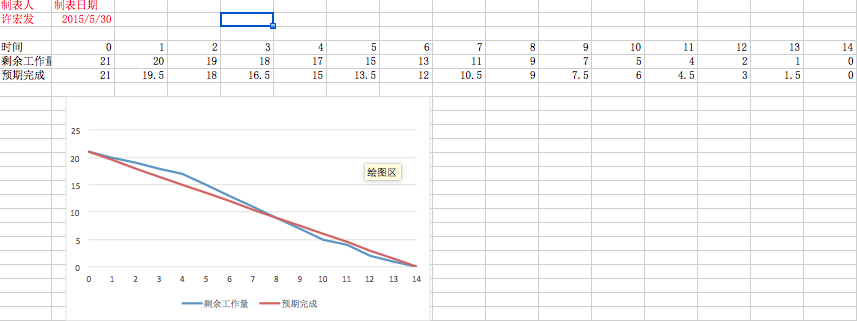 制表人 制表日期
许宏发 2015/5/30
时间 0 1 2 3 4 5 6 7 8 9 10 11 12 13 14
剩余工作量 21 20 19 18 17 15 13 11 9 7 5 4 2 1 0
预期完成 21 19.5 18 16.5 15 13.5 12 10.5 9 7.5 6 4.5 3 1.5 0
25
20
绘图区
15
10
5
0
0 1 2 3 4 5 6 7 8 9 10 11 12 13 14
剩余工作量 预期完成